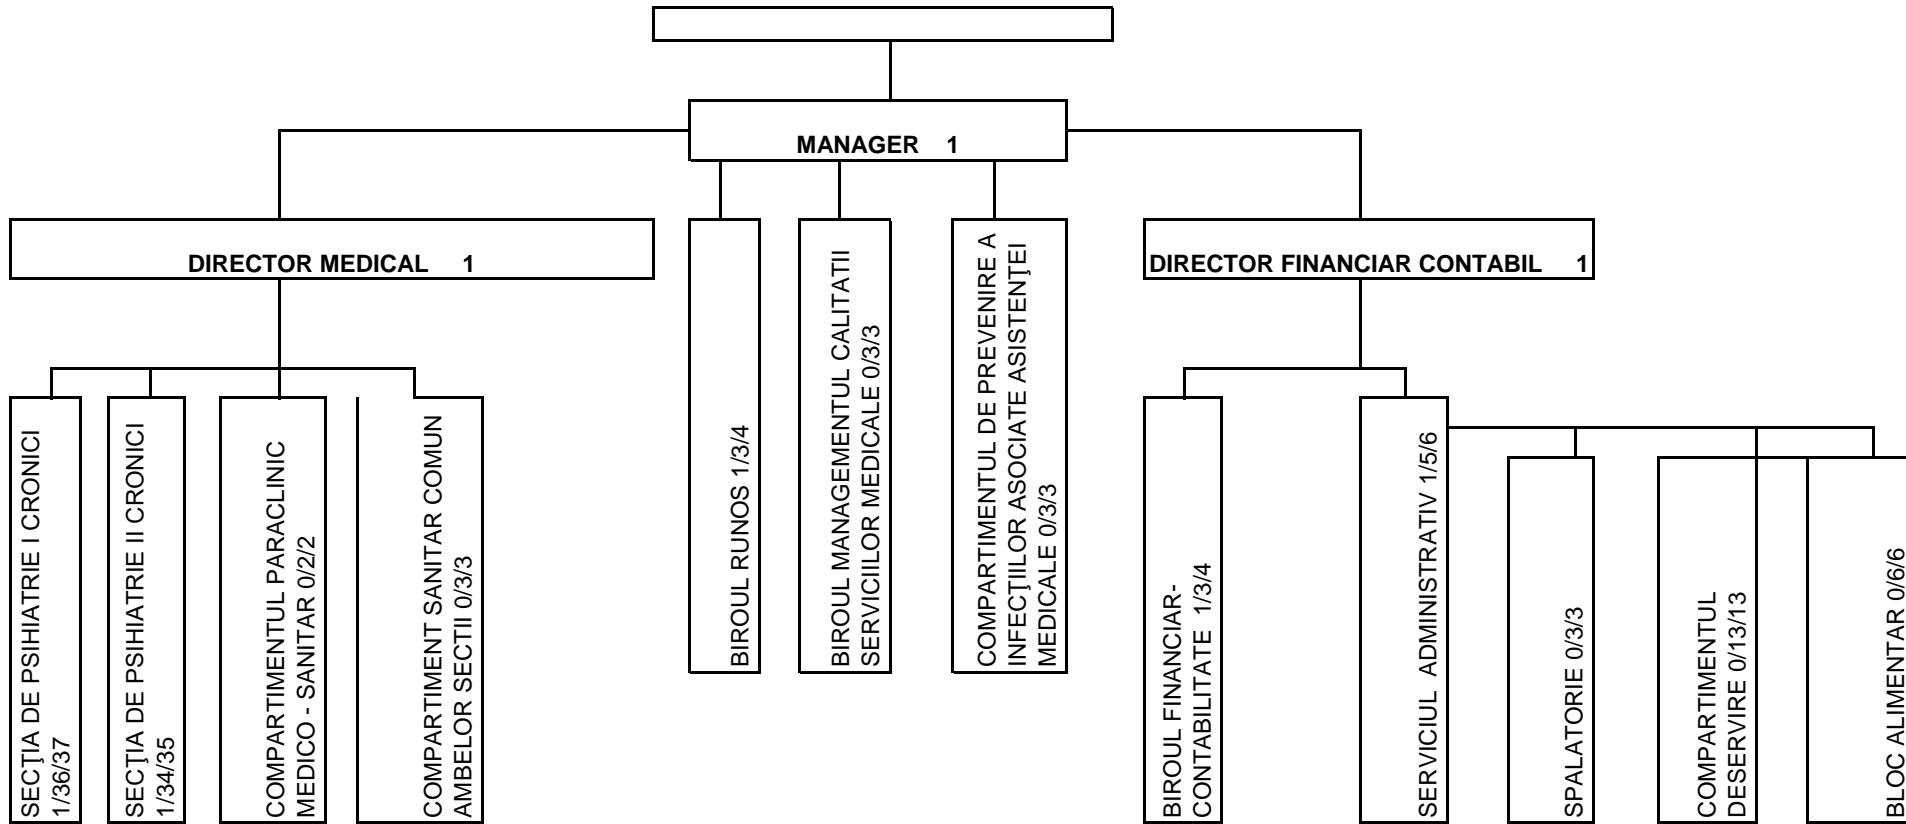 MANAGER 1
DIRECTOR MEDICAL 1
DIRECTOR FINANCIAR CONTABIL 1
BIROUL RUNOS 1/3/4
BIROUL MANAGEMENTUL CALITATII
SERVICIILOR MEDICALE 0/3/3
COMPARTIMENTUL DE PREVENIRE A
INFECŢIILOR ASOCIATE ASISTENŢEI
MEDICALE 0/3/3
SECŢIA DE PSIHIATRIE I CRONICI
1/36/37
SECŢIA DE PSIHIATRIE II CRONICI
1/34/35
COMPARTIMENTUL PARACLINIC
MEDICO - SANITAR 0/2/2
COMPARTIMENT SANITAR COMUN
AMBELOR SECTII 0/3/3
BIROUL FINANCIAR-
CONTABILITATE 1/3/4
SERVICIUL ADMINISTRATIV 1/5/6
SPALATORIE 0/3/3
COMPARTIMENTUL
DESERVIRE 0/13/13
BLOC ALIMENTAR 0/6/6